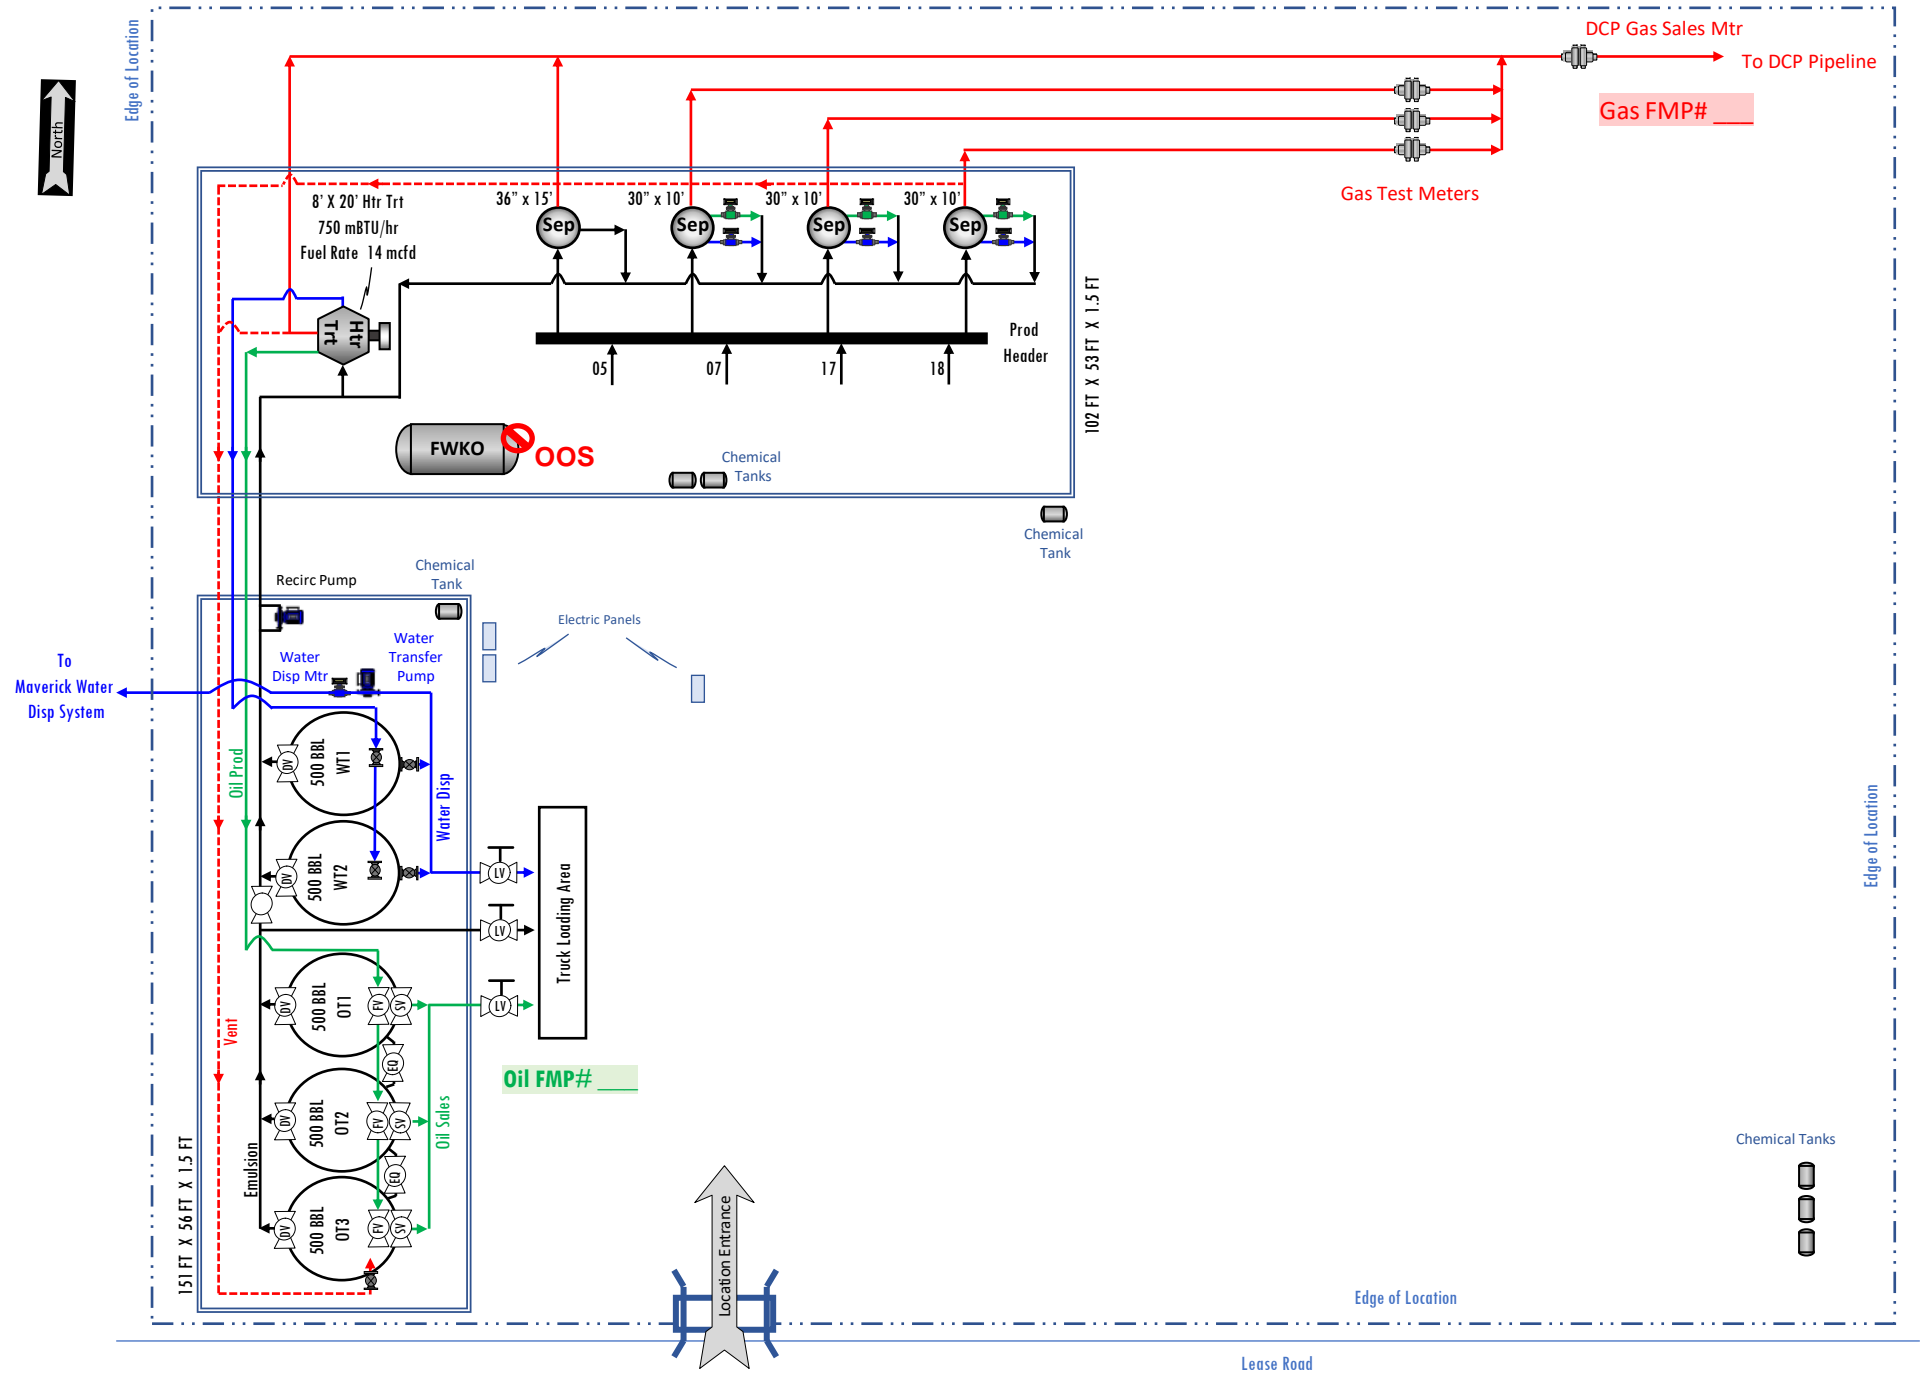 DCP Gas Sales Mtr
To DCP Pipeline
Gas FMP# ___
Gas Test Meters
Edge of Location
North
8' X 20' Htr Trt
750 mBTU/hr
Fuel Rate 14 mcfd
36" x 15'
30" x 10'
30" x 10'
30" x 10'
Sep
Sep
Sep
Sep
Htr
Trt
Prod
Header
05
07
17
18
102 FT X 53 FT X 1.5 FT
FWKO
OOS
Chemical
Tanks
Chemical
Tank
Chemical
Tank
Recirc Pump
Electric Panels
Water
Transfer
Pump
Water
Disp Mtr
To
Maverick Water
Disp System
Oil Prod
Water Disp
DV
500 BBL
WT1
DV
500 BBL
WT2
LV
LV
LV
Truck Loading Area
Edge of Location
Vent
DV
500 BBL
OT1
FV
SV
EQ
Oil FMP# ___
DV
500 BBL
OT2
FV
SV
EQ
Oil Sales
Emulsion
DV
500 BBL
OT3
FV
SV
151 FT X 56 FT X 1.5 FT
Chemical Tanks
Location Entrance
Edge of Location
Lease Road